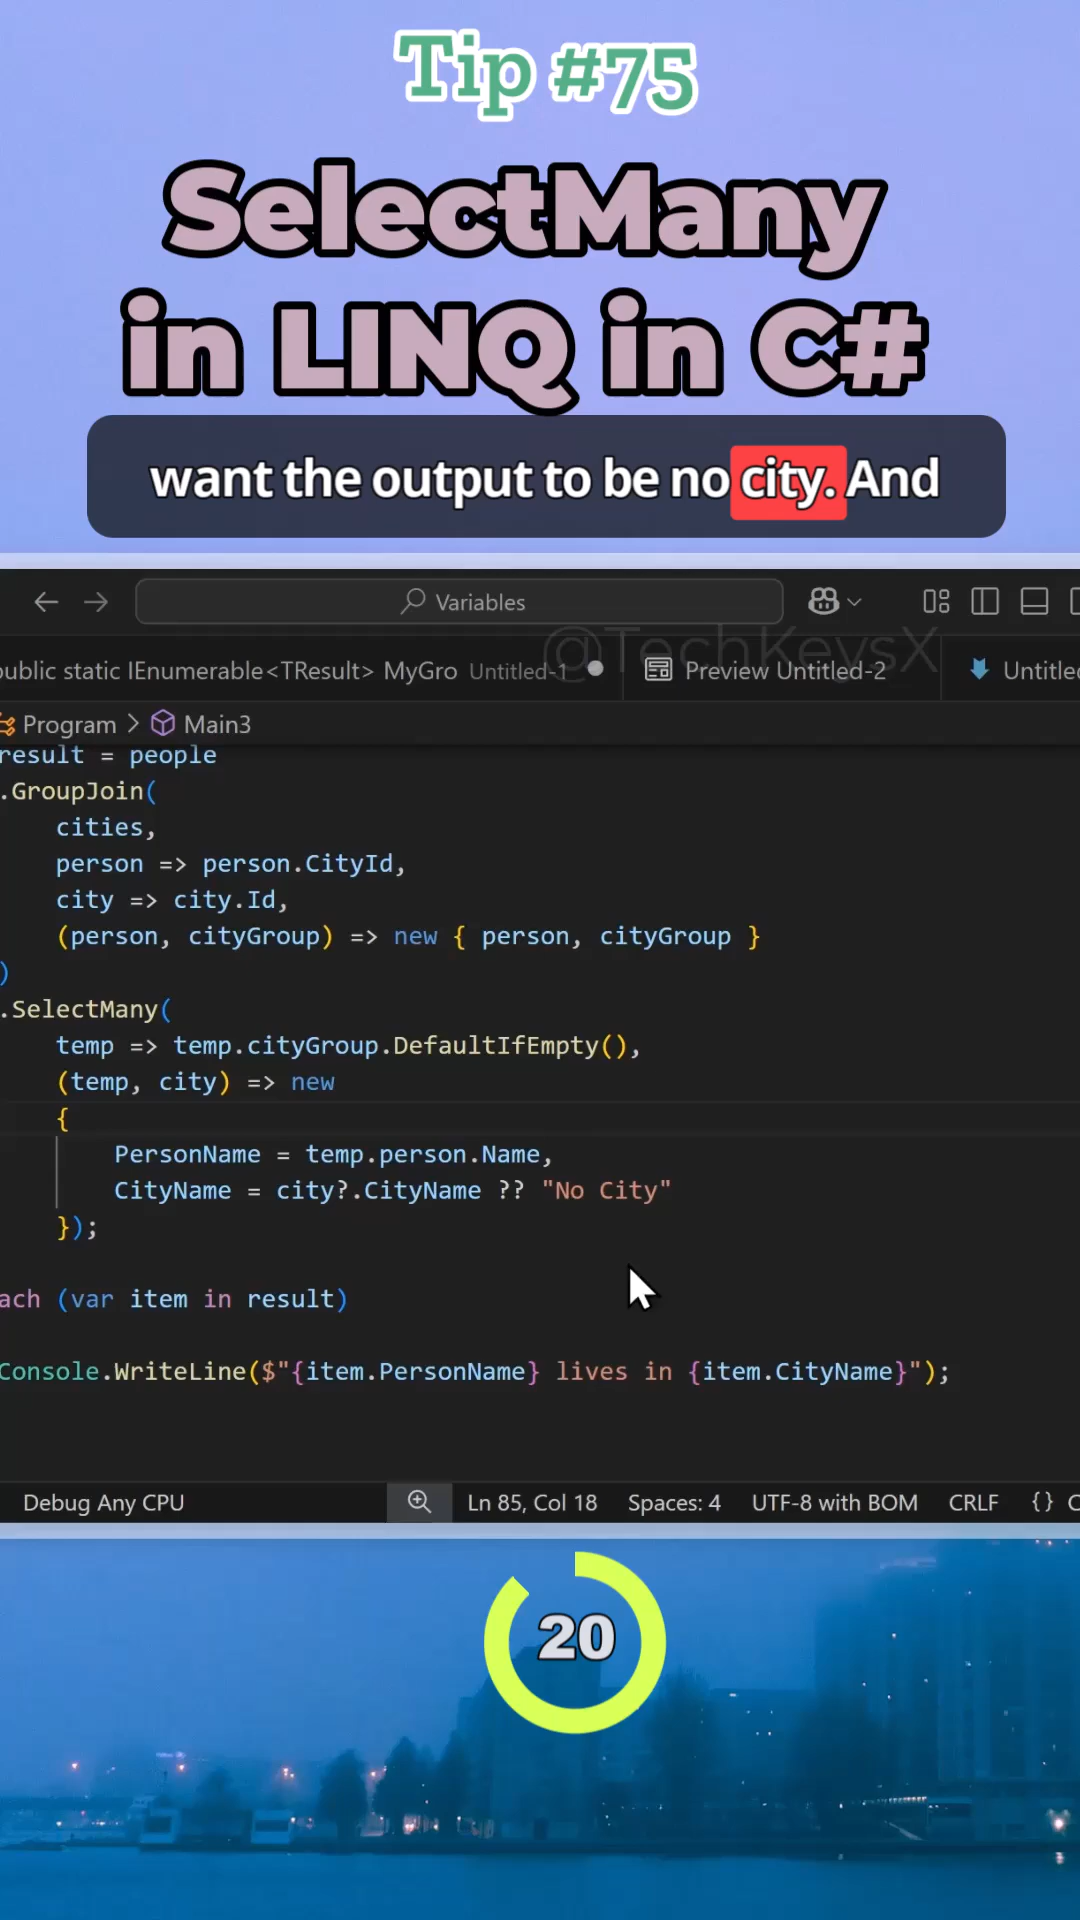 Tip #75
SelectMany
in LINQ in C#
want the output to be no city. And
Variables
@TechKeysX
public static IEnumerable<TResult> MyGro Untitled-1
Preview Untitled-2
Untitled
Program > Main3
result = people
.GroupJoin(
cities,
person => person.CityId,
city => city.Id,
(person, cityGroup) => new { person, cityGroup }
)
.SelectMany(
temp => temp.cityGroup.DefaultIfEmpty(),
(temp, city) => new
{
PersonName = temp.person.Name,
CityName = city?.CityName ?? "No City"
});
ach (var item in result)
Console.WriteLine($"{item.PersonName} lives in {item.CityName}");
Debug Any CPU
Ln 85, Col 18
Spaces: 4
UTF-8 with BOM
CRLF
{} C
20